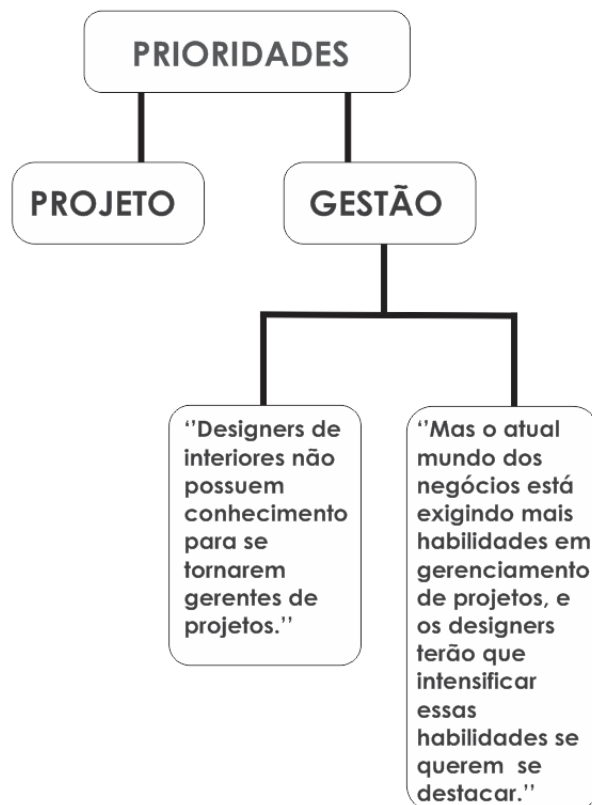 PRIORIDADES
PROJETO
GESTÃO
‘’Designers de
interiores não
possuem
conhecimento
para se
tornarem
gerentes de
projetos.’’
‘’Mas o atual
mundo dos
negócios está
exigindo mais
habilidades em
gerenciamento
de projetos, e
os designers
terão que
intensificar
essas
habilidades se
querem se
destacar.’’